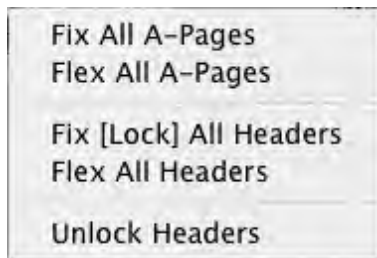 Fix All A-Pages
Flex All A-Pages
Fix [Lock] All Headers
Flex All Headers
Unlock Headers